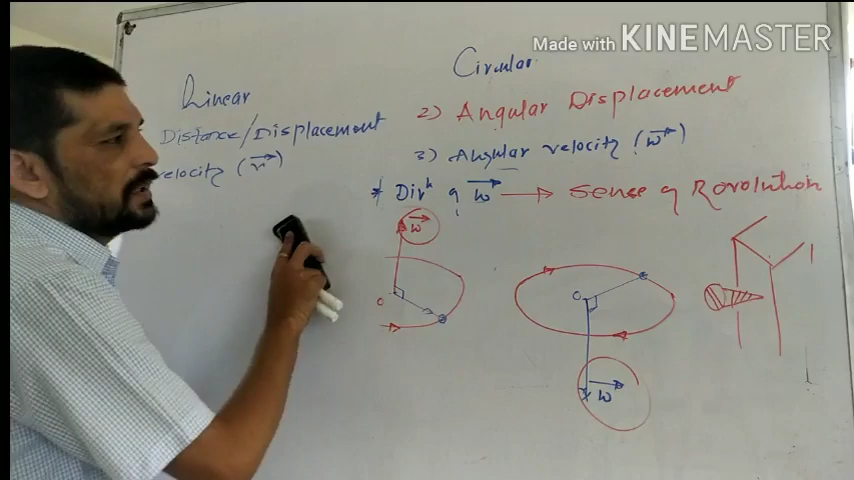 Made with KINEMASTER
Linear
Circular
Distance/Displacement
2) Angular Displacement
velocity (v)
3) Angular velocity (w)
* Dirⁿ of w → Sense of Revolution
w
O
O
w